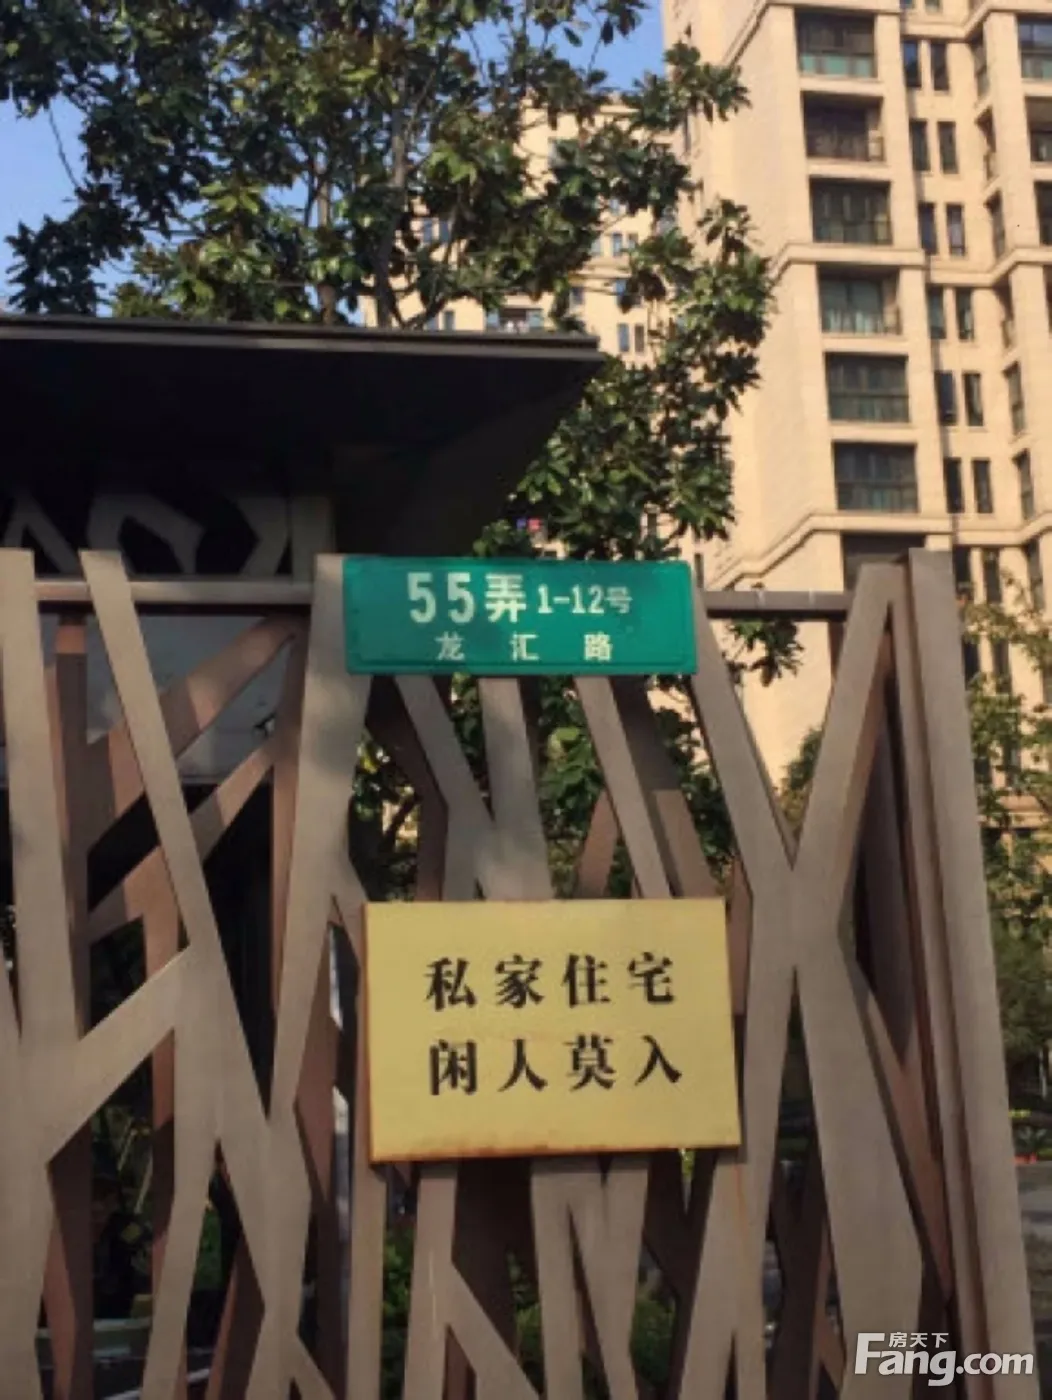 55弄 1-12号
龙汇路
私家住宅
闲人莫入
房天下
Fang.com